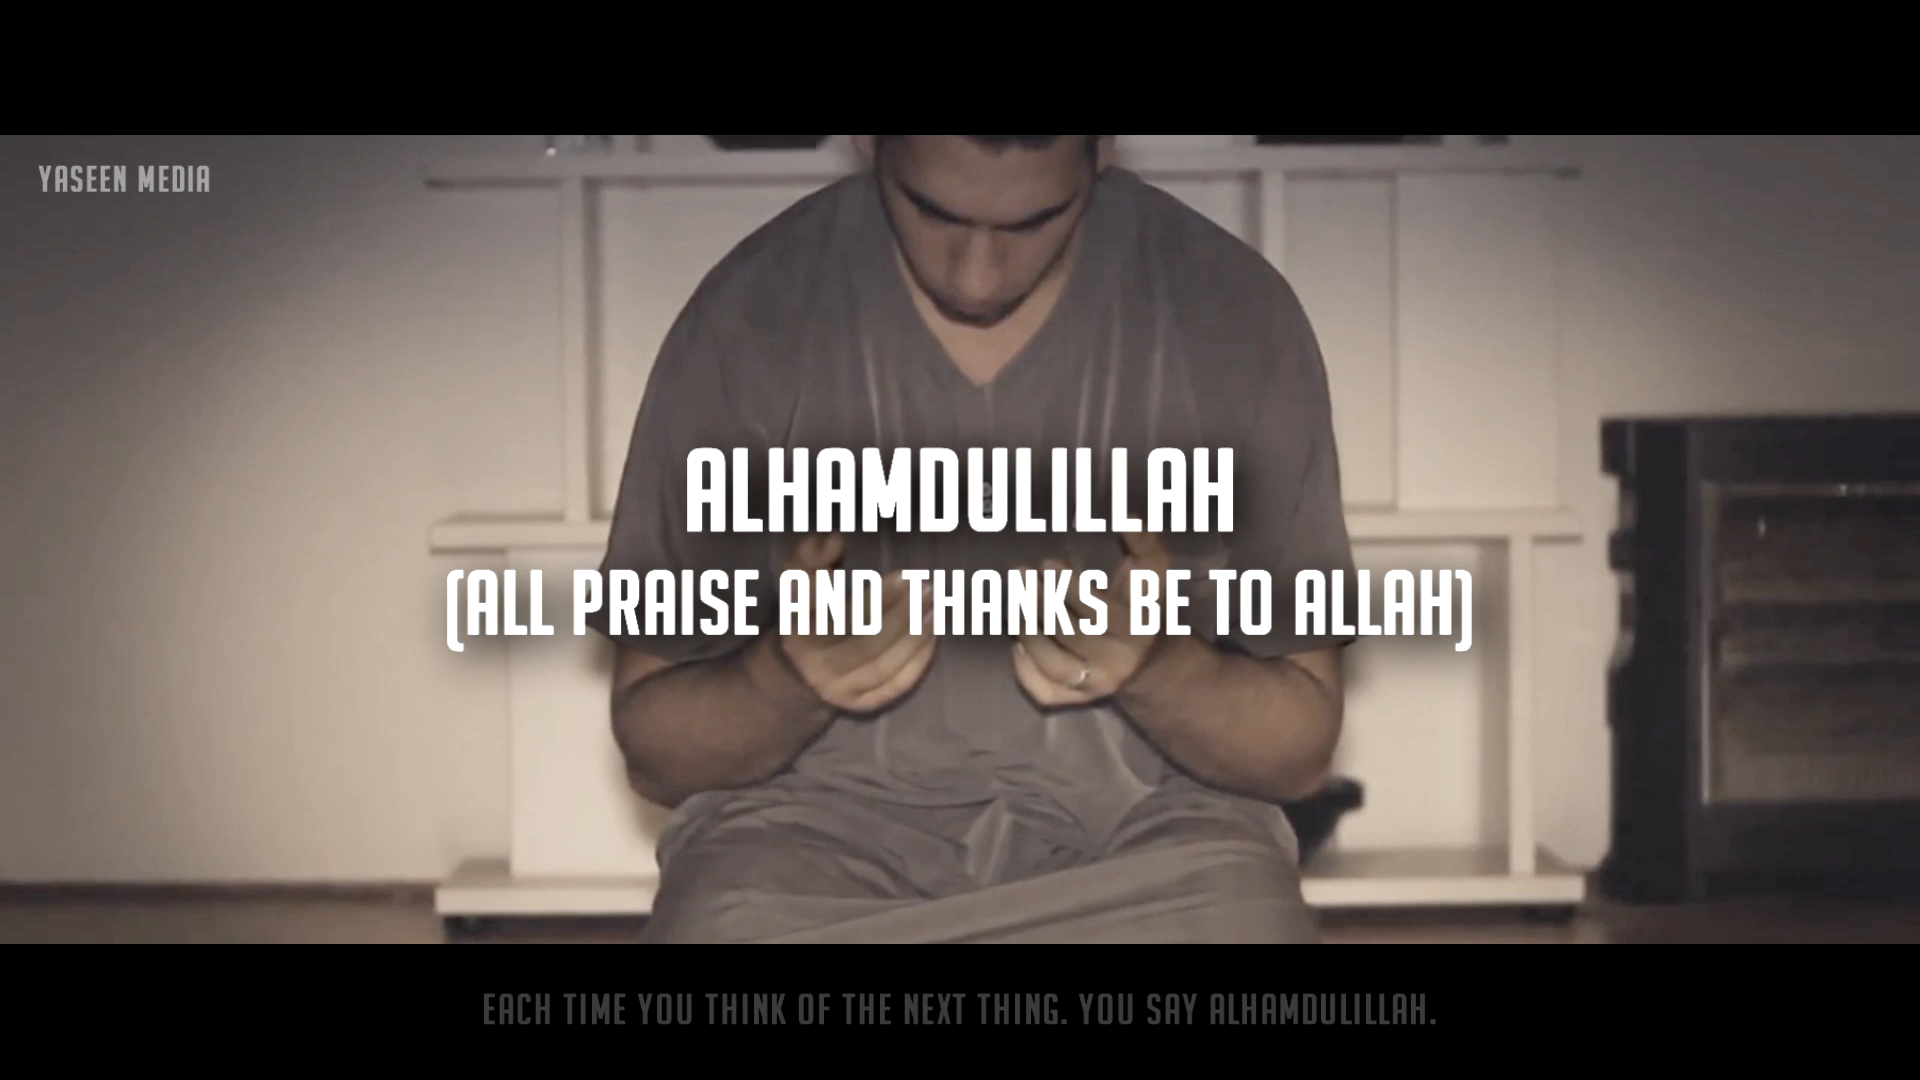 YASEEN MEDIA
ALHAMDULILLAH
(ALL PRAISE AND THANKS BE TO ALLAH)
EACH TIME YOU THINK OF THE NEXT THING. YOU SAY ALHAMDULILLAH.